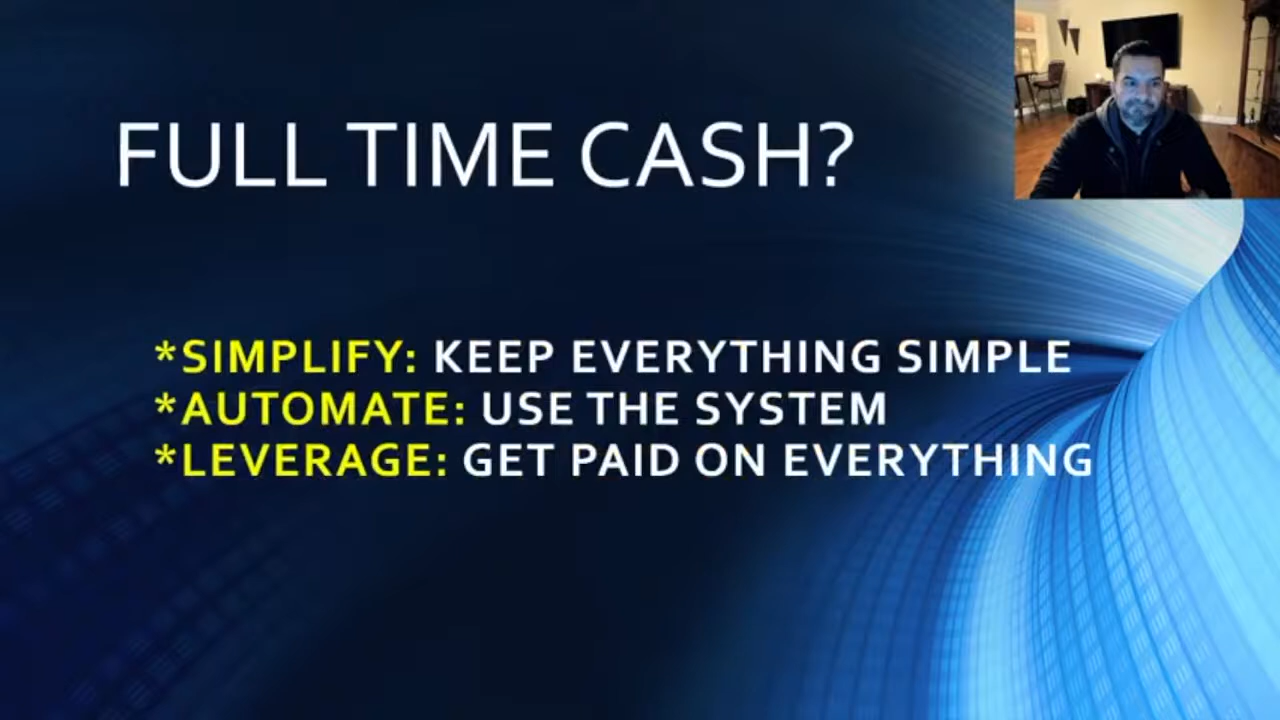 FULL TIME CASH?
*SIMPLIFY: KEEP EVERYTHING SIMPLE
*AUTOMATE: USE THE SYSTEM
*LEVERAGE: GET PAID ON EVERYTHING